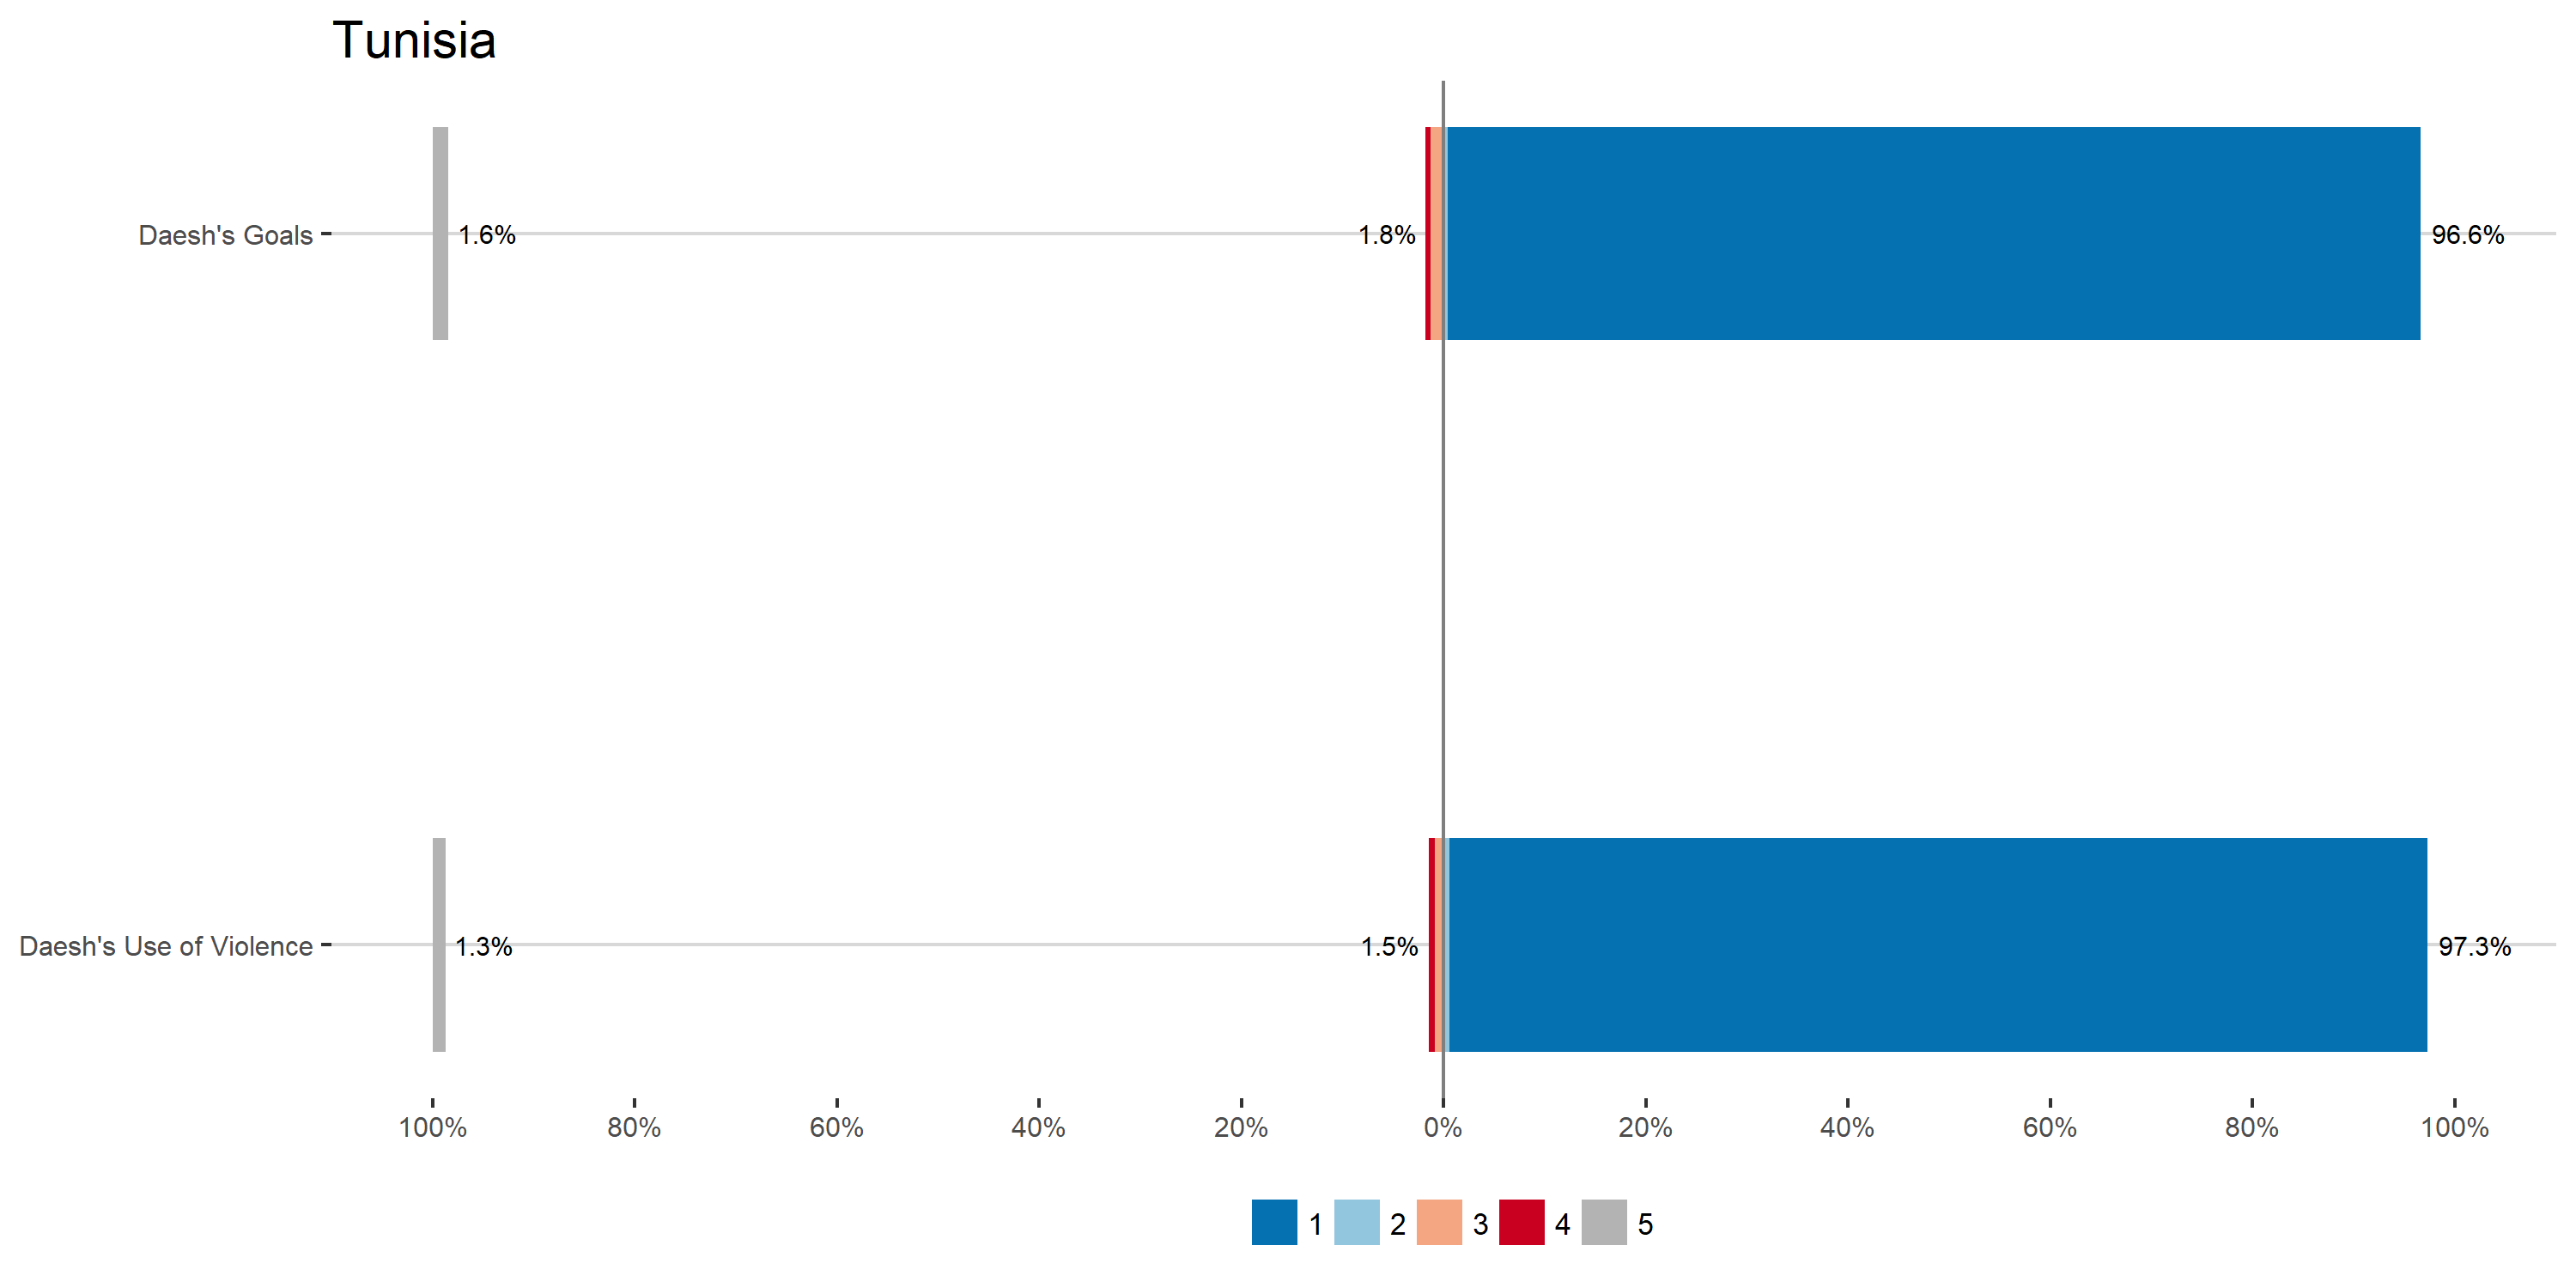 Tunisia
Daesh's Goals 1.6% 1.8% 96.6%
Daesh's Use of Violence 1.3% 1.5% 97.3%
100% 80% 60% 40% 20% 0% 20% 40% 60% 80% 100%
1 2 3 4 5